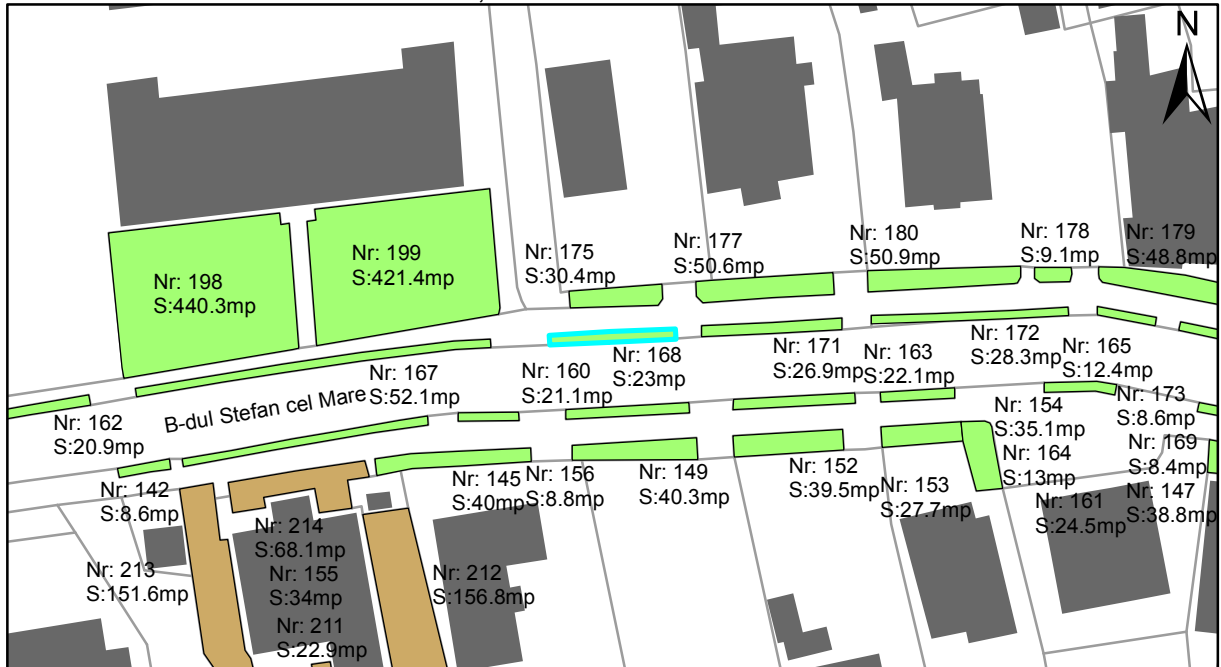 N
Nr: 175
S:30.4mp
Nr: 177
S:50.6mp
Nr: 180
S:50.9mp
Nr: 178
S:9.1mp
Nr: 179
S:48.8mp
Nr: 199
S:421.4mp
Nr: 198
S:440.3mp
Nr: 168
S:23mp
Nr: 171
S:26.9mp
Nr: 163
S:22.1mp
Nr: 172
S:28.3mp
Nr: 165
S:12.4mp
Nr: 167
S:52.1mp
Nr: 160
S:21.1mp
B-dul Stefan cel Mare
Nr: 162
S:20.9mp
Nr: 173
S:8.6mp
Nr: 154
S:35.1mp
Nr: 169
S:8.4mp
Nr: 164
S:13mp
Nr: 142
S:8.6mp
Nr: 145
S:40mp
Nr: 156
S:8.8mp
Nr: 149
S:40.3mp
Nr: 152
S:39.5mp
Nr: 153
S:27.7mp
Nr: 161
S:24.5mp
Nr: 147
S:38.8mp
Nr: 214
S:68.1mp
Nr: 213
S:151.6mp
Nr: 155
S:34mp
Nr: 212
S:156.8mp
Nr: 211
S:22.9mp